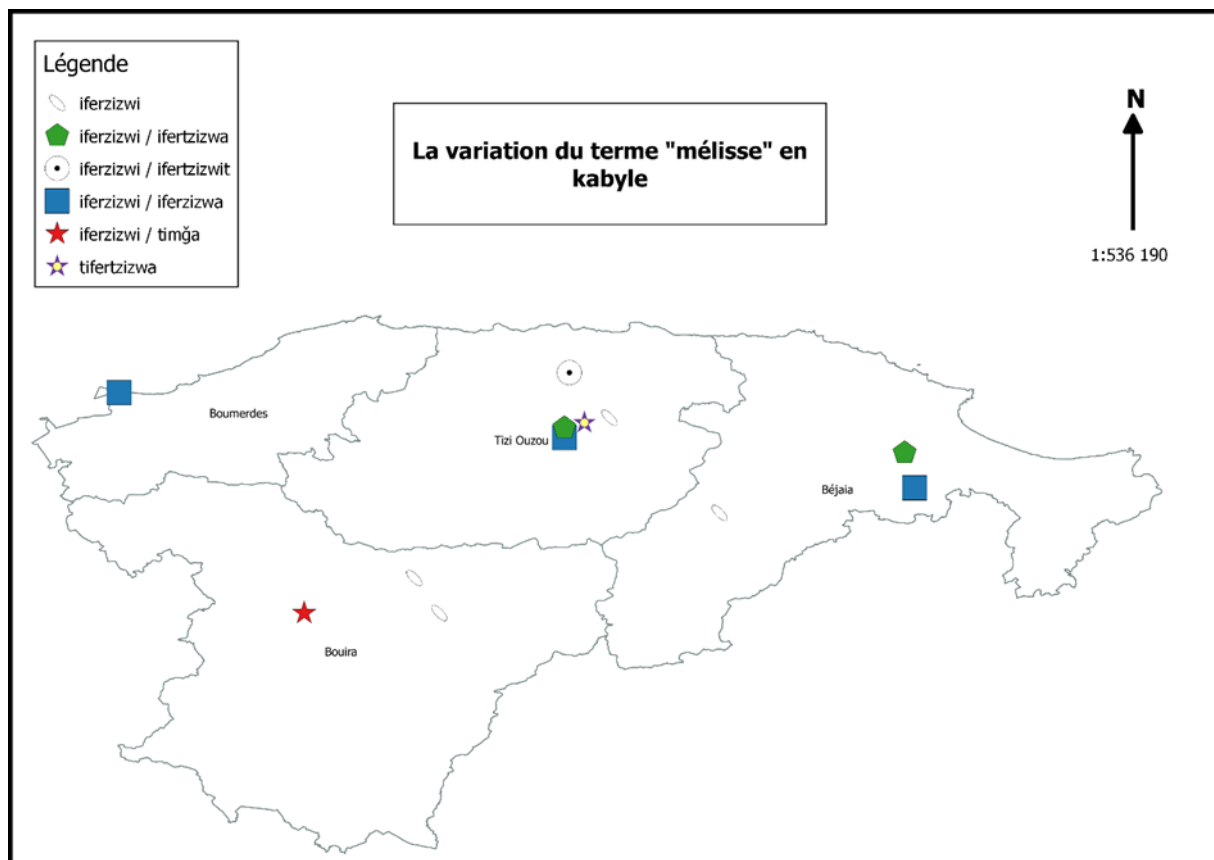 Légende
iferzizwi
iferzizwi / ifertzizwa
iferzizwi / ifertzizwit
iferzizwi / iferzizwa
iferzizwi / timğa
tifertzizwa
La variation du terme "mélisse" en
kabyle
N
1:536 190
Boumerdes
Tizi Ouzou
Béjaia
Bouira